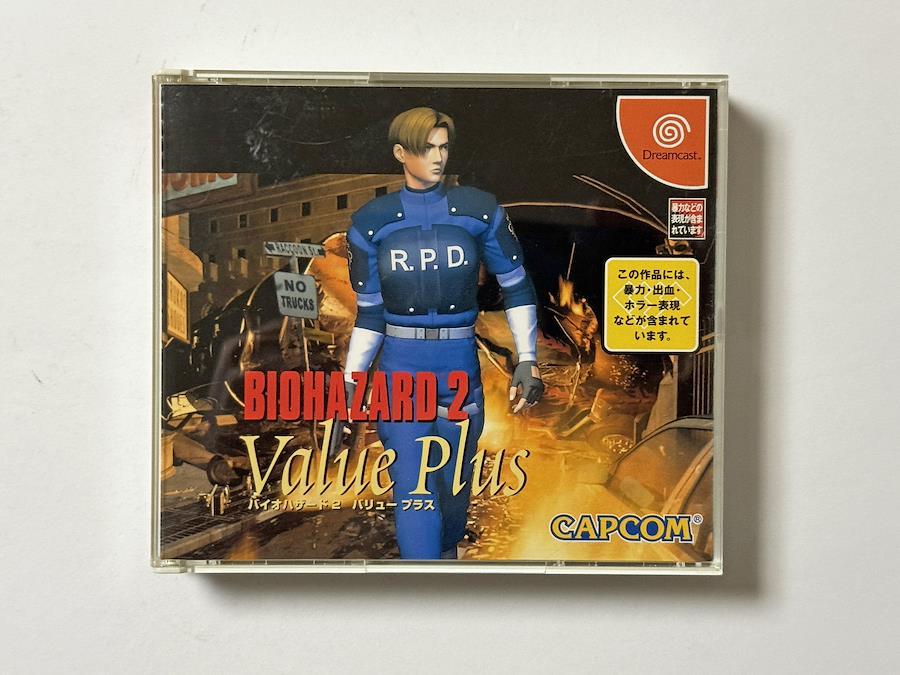 Dreamcast™
暴力などの
表現が含ま
れています。
この作品には、
暴力・出血・
ホラー表現
などが含まれて
います。
RACCOON St.
NO
TRUCKS
R.P.D.
BIOHAZARD 2
Value Plus
バイオハザード2 バリュー プラス
CAPCOM®